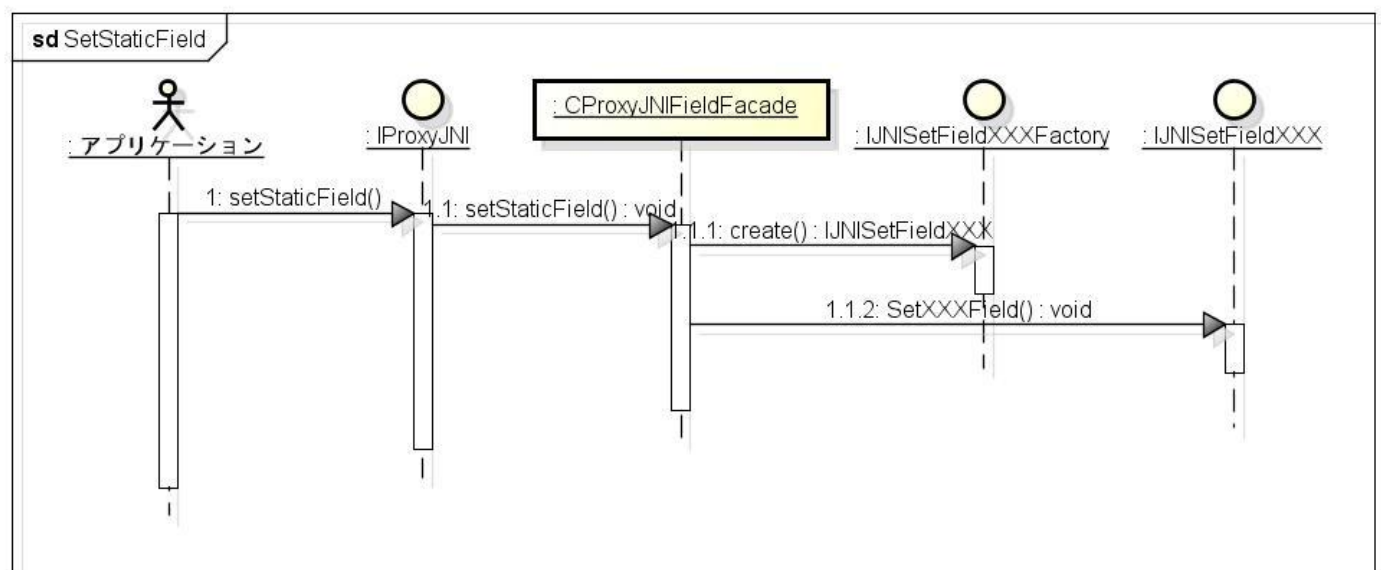 sd SetStaticField
: アプリケーション
: IProxyJNI
: CProxyJNIFieldFacade
: IJNISetFieldXXXFactory
: IJNISetFieldXXX
1: setStaticField()
1.1: setStaticField() : void
1.1.1: create() : IJNISetFieldXXX
1.1.2: SetXXXField() : void